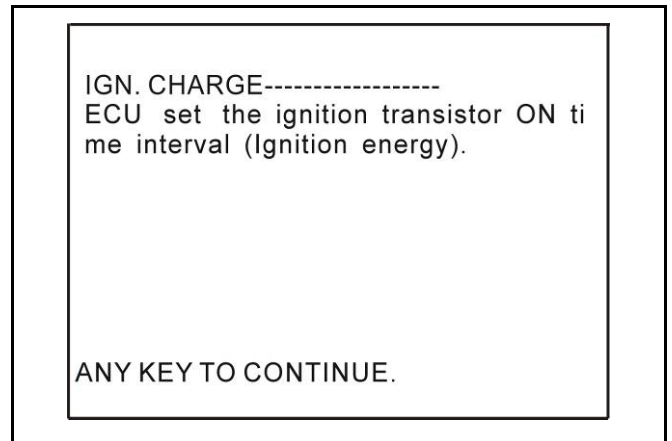 IGN. CHARGE------------------
ECU set the ignition transistor ON ti
me interval (Ignition energy).
ANY KEY TO CONTINUE.